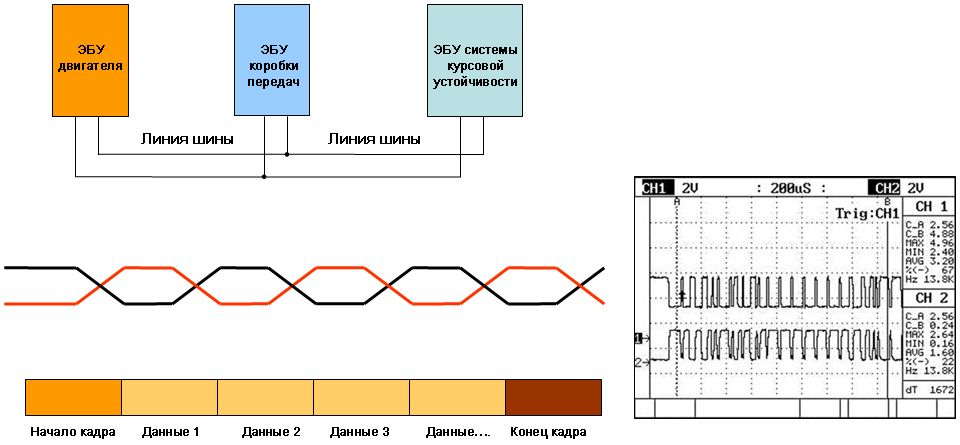 ЭБУ
двигателя
ЭБУ
коробки
передач
ЭБУ системы
курсовой
устойчивости
Линия шины
Линия шины
Начало кадра
Данные 1
Данные 2
Данные 3
Данные....
Конец кадра
CH1 2V : 200uS : CH2 2V
A
B
Trig:CH1
CH 1
C_A 2.56
C_B 4.88
MAX 4.96
MIN 2.40
AVG 3.20
%(-) 67
Hz 13.8K
CH 2
C_A 2.56
C_B 0.24
MAX 2.64
MIN 0.16
AVG 1.60
%(-) 22
Hz 13.8K
dT 1672
1
2